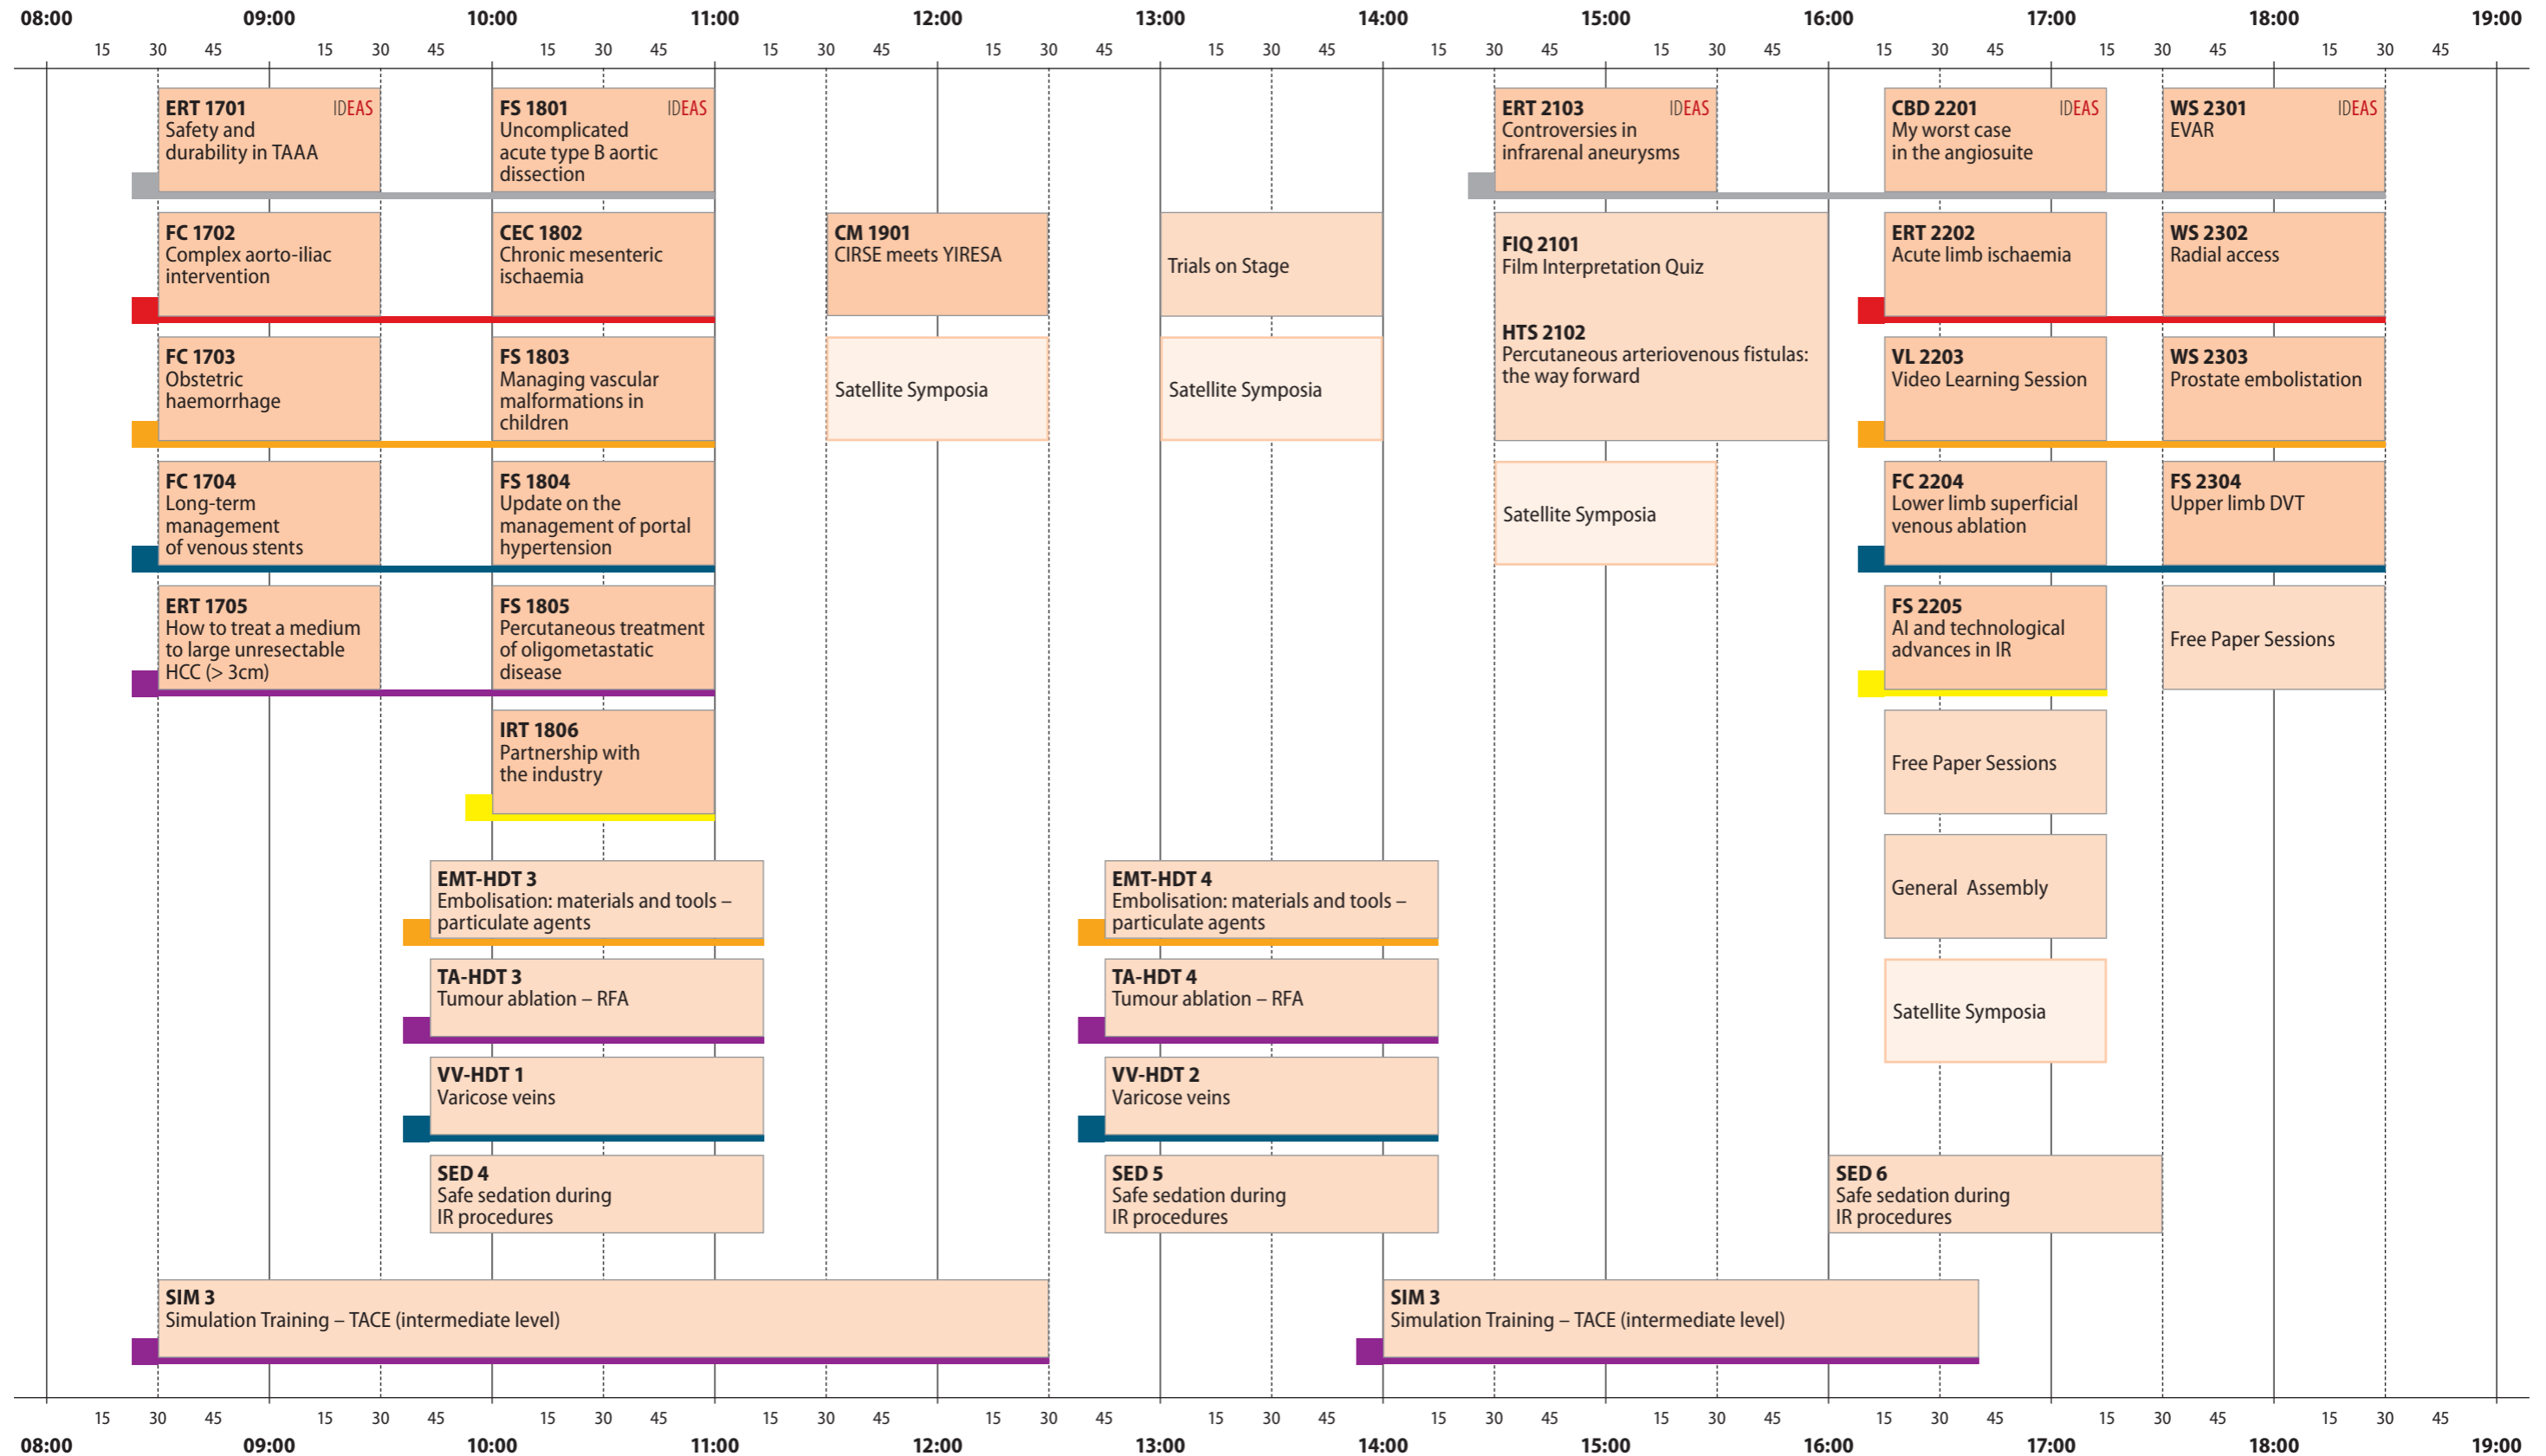 08:00 09:00 10:00 11:00 12:00 13:00 14:00 15:00 16:00 17:00 18:00 19:00
15 30 45 15 30 45 15 30 45 15 30 45 15 30 45 15 30 45 15 30 45 15 30 45 15 30 45 15 30 45 15 30 45
ERT 1701 IDEAS
Safety and
durability in TAAA
FS 1801 IDEAS
Uncomplicated
acute type B aortic
dissection
ERT 2103 IDEAS
Controversies in
infrarenal aneurysms
CBD 2201 IDEAS
My worst case
in the angiosuite
WS 2301 IDEAS
EVAR
FC 1702
Complex aorto-iliac
intervention
CEC 1802
Chronic mesenteric
ischaemia
CM 1901
CIRSE meets YIRESA
Trials on Stage
FIQ 2101
Film Interpretation Quiz
HTS 2102
Percutaneous arteriovenous fistulas:
the way forward
ERT 2202
Acute limb ischaemia
WS 2302
Radial access
FC 1703
Obstetric
haemorrhage
FS 1803
Managing vascular
malformations in
children
Satellite Symposia
Satellite Symposia
VL 2203
Video Learning Session
WS 2303
Prostate embolistation
FC 1704
Long-term
management
of venous stents
FS 1804
Update on the
management of portal
hypertension
Satellite Symposia
FC 2204
Lower limb superficial
venous ablation
FS 2304
Upper limb DVT
ERT 1705
How to treat a medium
to large unresectable
HCC (> 3cm)
FS 1805
Percutaneous treatment
of oligometastatic
disease
FS 2205
AI and technological
advances in IR
Free Paper Sessions
IRT 1806
Partnership with
the industry
Free Paper Sessions
General Assembly
EMT-HDT 3
Embolisation: materials and tools –
particulate agents
EMT-HDT 4
Embolisation: materials and tools –
particulate agents
TA-HDT 3
Tumour ablation – RFA
TA-HDT 4
Tumour ablation – RFA
Satellite Symposia
VV-HDT 1
Varicose veins
VV-HDT 2
Varicose veins
SED 4
Safe sedation during
IR procedures
SED 5
Safe sedation during
IR procedures
SED 6
Safe sedation during
IR procedures
SIM 3
Simulation Training – TACE (intermediate level)
SIM 3
Simulation Training – TACE (intermediate level)
15 30 45 15 30 45 15 30 45 15 30 45 15 30 45 15 30 45 15 30 45 15 30 45 15 30 45 15 30 45 15 30 45
08:00 09:00 10:00 11:00 12:00 13:00 14:00 15:00 16:00 17:00 18:00 19:00